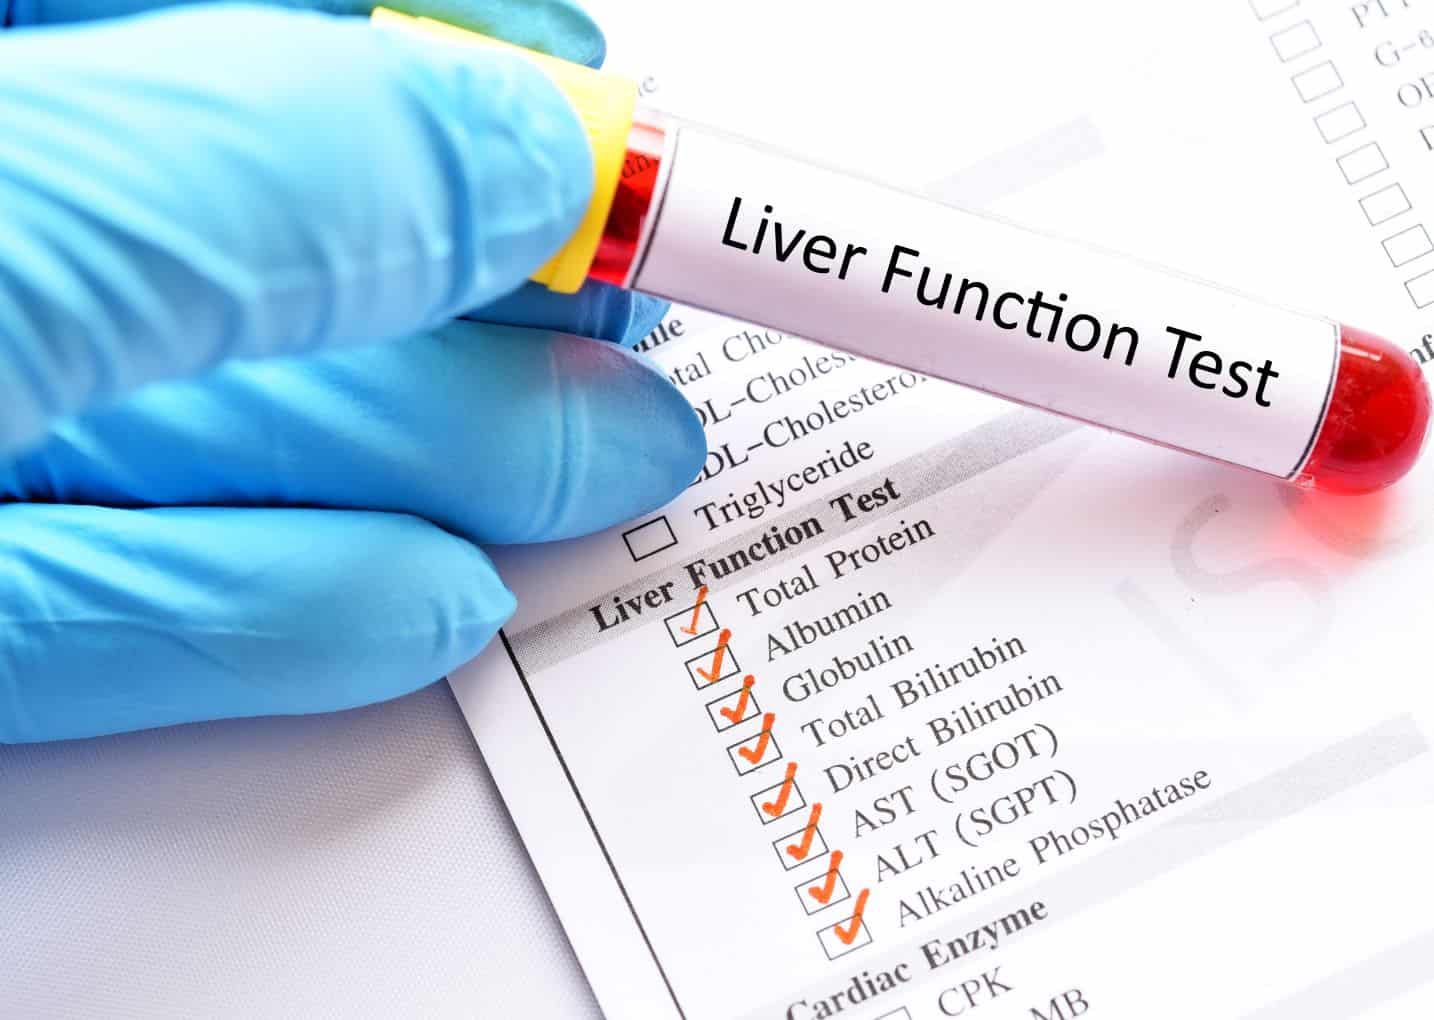 Liver Function Test
Triglyceride
Liver Function Test
Total Protein
Albumin
Globulin
Total Bilirubin
Direct Bilirubin
AST (SGOT)
ALT (SGPT)
Alkaline Phosphatase
Cardiac Enzyme
CPK
MB